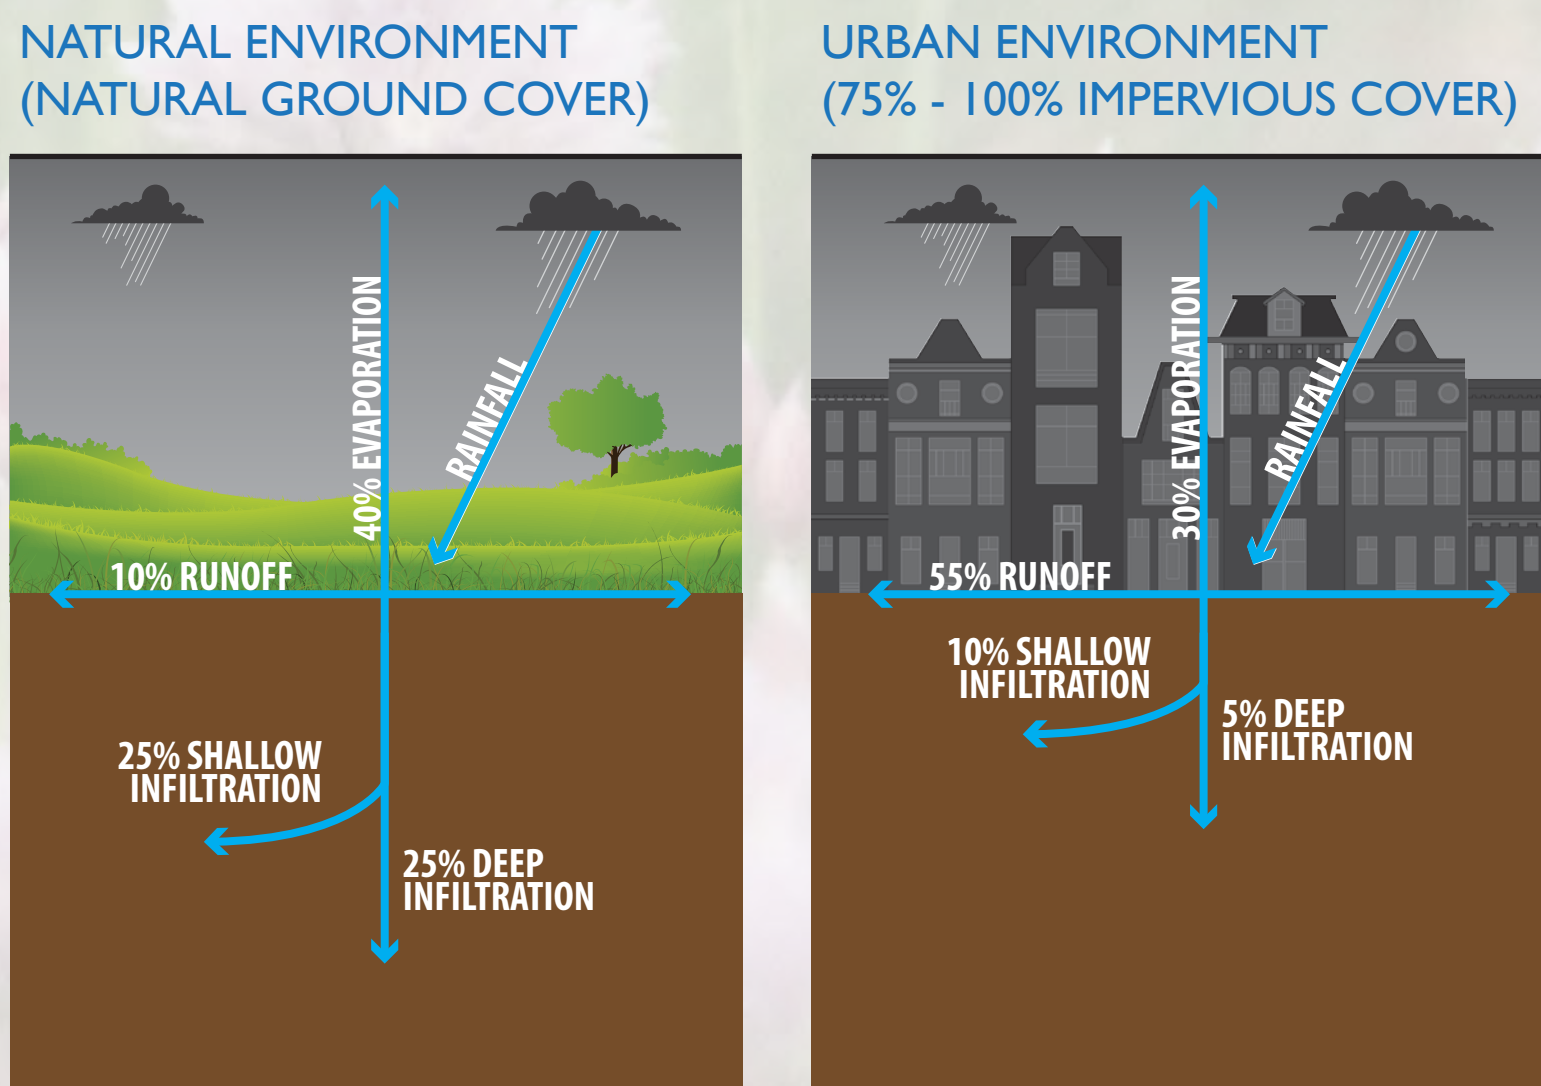 NATURAL ENVIRONMENT
(NATURAL GROUND COVER)
40% EVAPORATION
RAINFALL
10% RUNOFF
25% SHALLOW
INFILTRATION
25% DEEP
INFILTRATION
URBAN ENVIRONMENT
(75% - 100% IMPERVIOUS COVER)
30% EVAPORATION
RAINFALL
55% RUNOFF
10% SHALLOW
INFILTRATION
5% DEEP
INFILTRATION